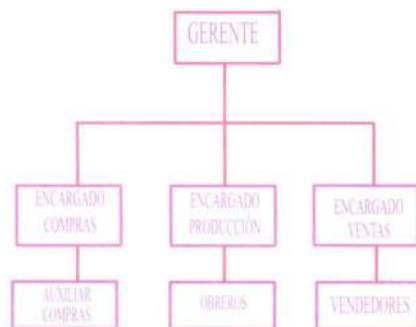 GERENTE
ENCARGADO
COMPRAS
ENCARGADO
PRODUCCIÓN
ENCARGADO
VENTAS
AUXILIAR
COMPRAS
OBREROS
VENDEDORES